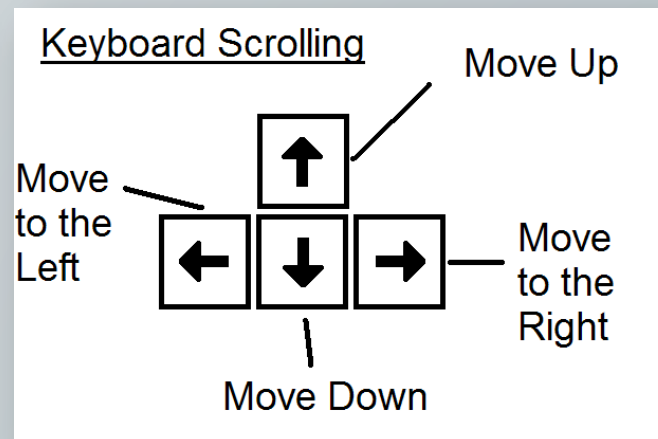 Keyboard Scrolling
Move Up
Move
to the
Left
Move
to the
Right
Move Down